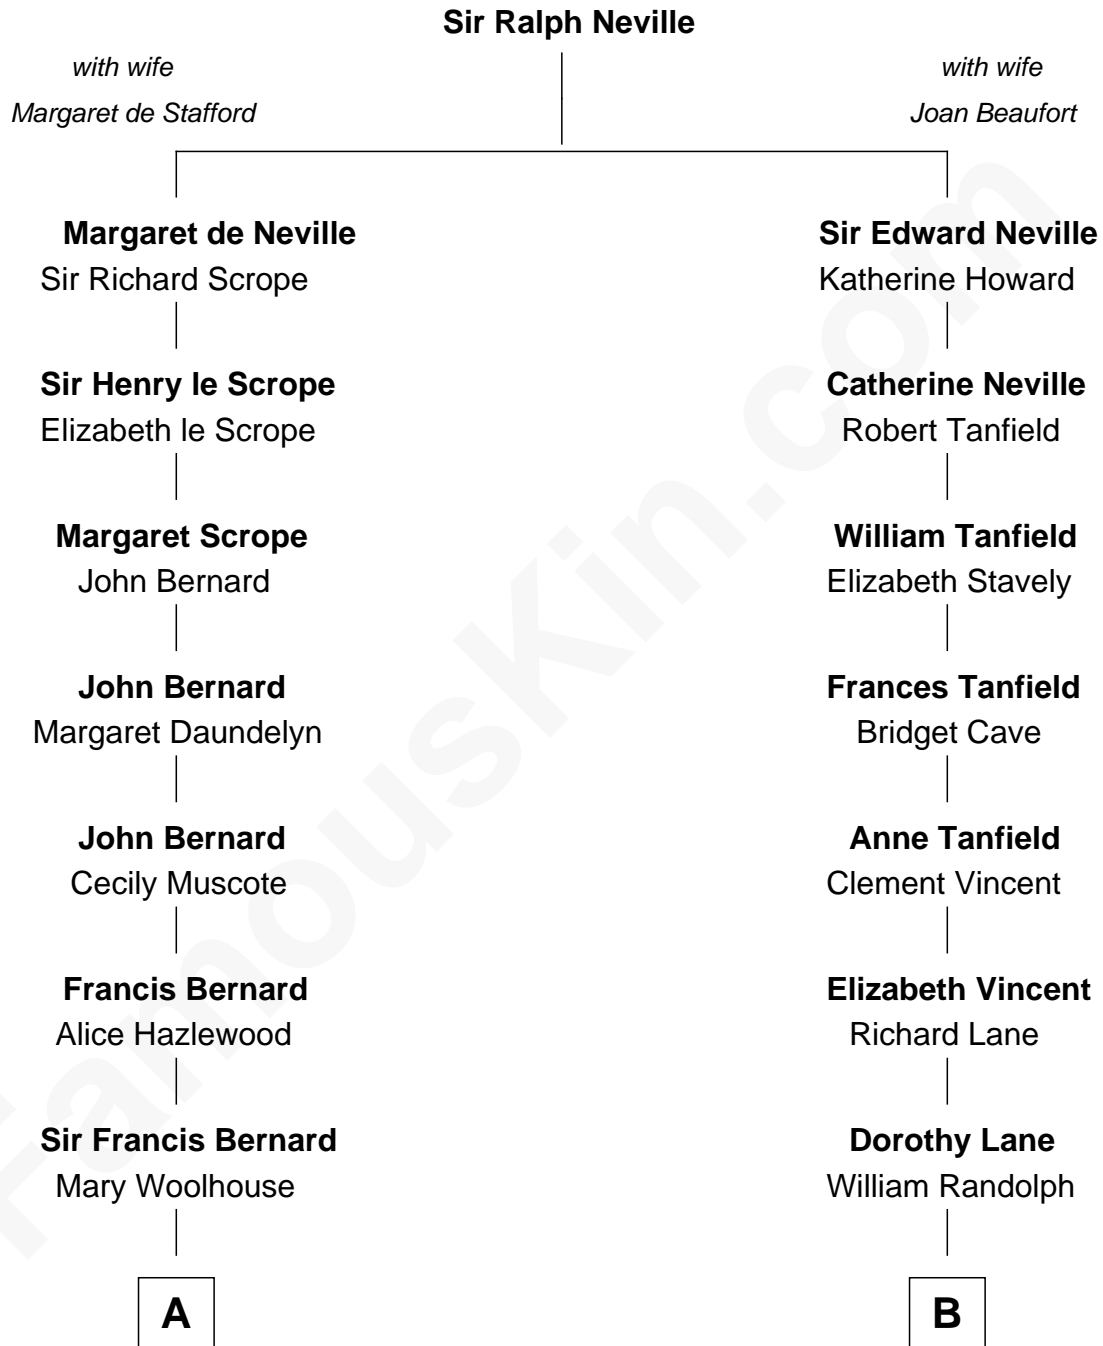 Sir Ralph Neville
with wife
Margaret de Stafford
with wife
Joan Beaufort
Margaret de Neville
Sir Richard Scrope
Sir Edward Neville
Katherine Howard
Sir Henry le Scrope
Elizabeth le Scrope
Catherine Neville
Robert Tanfield
Margaret Scrope
John Bernard
William Tanfield
Elizabeth Stavely
John Bernard
Margaret Daundelyn
Frances Tanfield
Bridget Cave
John Bernard
Cecily Muscote
Anne Tanfield
Clement Vincent
Francis Bernard
Alice Hazlewood
Elizabeth Vincent
Richard Lane
Sir Francis Bernard
Mary Woolhouse
Dorothy Lane
William Randolph
A
B
FamousKin.com